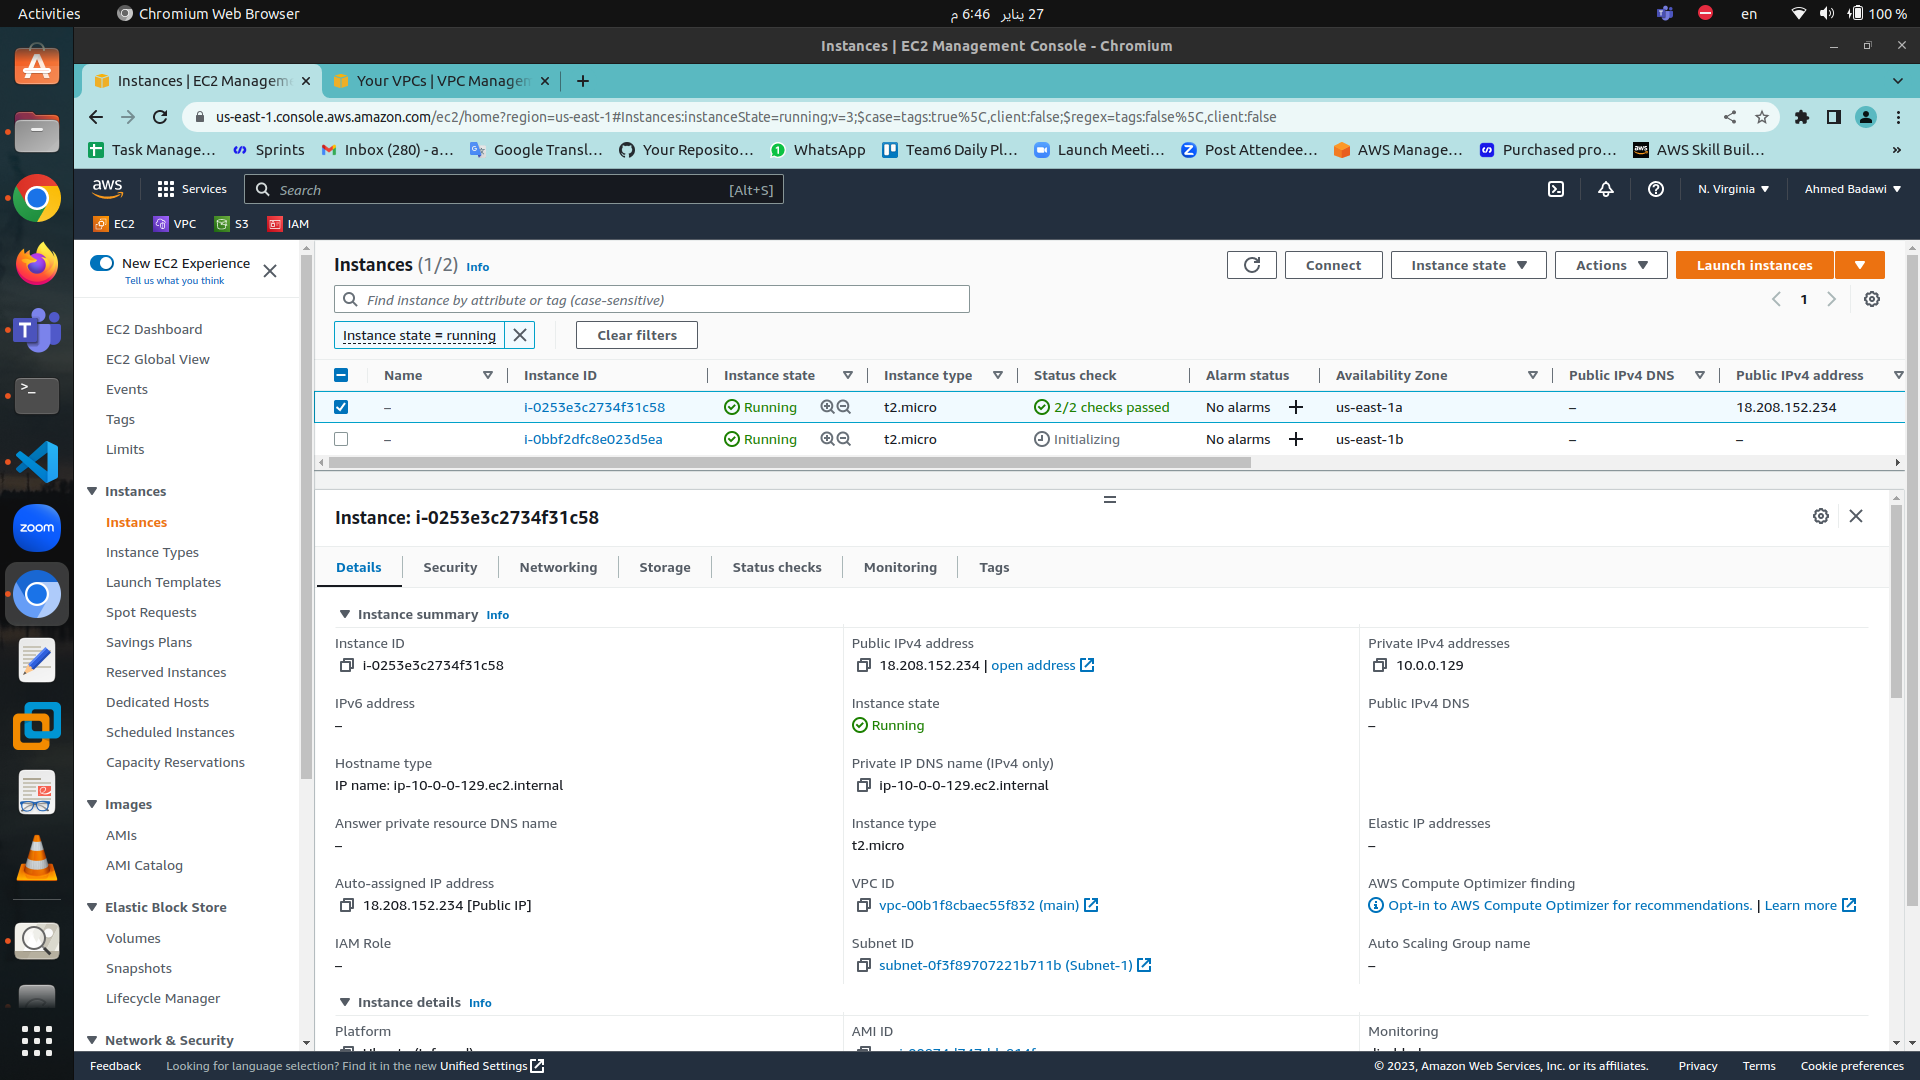 Activities
Chromium Web Browser
27 يناير 6:46 م
en
100 %
Instances | EC2 Management Console - Chromium
Instances | EC2 Managem
Your VPCs | VPC Manager
us-east-1.console.aws.amazon.com/ec2/home?region=us-east-1#Instances:instanceState=running;v=3;$case=tags:true%5C,client:false;$regex=tags:false%5C,client:false
Task Manage...
Sprints
Inbox (280) - a...
Google Transl...
Your Reposito...
WhatsApp
Team6 Daily Pl...
Launch Meeti...
Post Attendee...
AWS Manage...
Purchased pro...
AWS Skill Buil...
»
aws
Services
Search
[Alt+S]
N. Virginia
Ahmed Badawi
EC2
VPC
S3
IAM
New EC2 Experience
Tell us what you think
EC2 Dashboard
EC2 Global View
Events
Tags
Limits
Instances
Instances
Instance Types
Launch Templates
Spot Requests
Savings Plans
Reserved Instances
Dedicated Hosts
Scheduled Instances
Capacity Reservations
Images
AMIs
AMI Catalog
Elastic Block Store
Volumes
Snapshots
Lifecycle Manager
Network & Security
Instances (1/2) Info
Connect
Instance state
Actions
Launch instances
Find instance by attribute or tag (case-sensitive)
1
Instance state = running
Clear filters
Name
Instance ID
Instance state
Instance type
Status check
Alarm status
Availability Zone
Public IPv4 DNS
Public IPv4 address
– i-0253e3c2734f31c58 Running t2.micro 2/2 checks passed No alarms us-east-1a – 18.208.152.234
– i-0bbf2dfc8e023d5ea Running t2.micro Initializing No alarms us-east-1b – –
Instance: i-0253e3c2734f31c58
Details
Security
Networking
Storage
Status checks
Monitoring
Tags
Instance summary Info
Instance ID
i-0253e3c2734f31c58
Public IPv4 address
18.208.152.234 | open address
Private IPv4 addresses
10.0.0.129
IPv6 address
–
Instance state
Running
Public IPv4 DNS
–
Hostname type
IP name: ip-10-0-0-129.ec2.internal
Private IP DNS name (IPv4 only)
ip-10-0-0-129.ec2.internal
Answer private resource DNS name
–
Instance type
t2.micro
Elastic IP addresses
–
Auto-assigned IP address
18.208.152.234 [Public IP]
VPC ID
vpc-00b1f8cbaec55f832 (main)
AWS Compute Optimizer finding
Opt-in to AWS Compute Optimizer for recommendations. | Learn more
IAM Role
–
Subnet ID
subnet-0f3f89707221b711b (Subnet-1)
Auto Scaling Group name
–
Instance details Info
Platform
AMI ID
Monitoring
zoom
Feedback
Looking for language selection? Find it in the new Unified Settings
© 2023, Amazon Web Services, Inc. or its affiliates.
Privacy
Terms
Cookie preferences